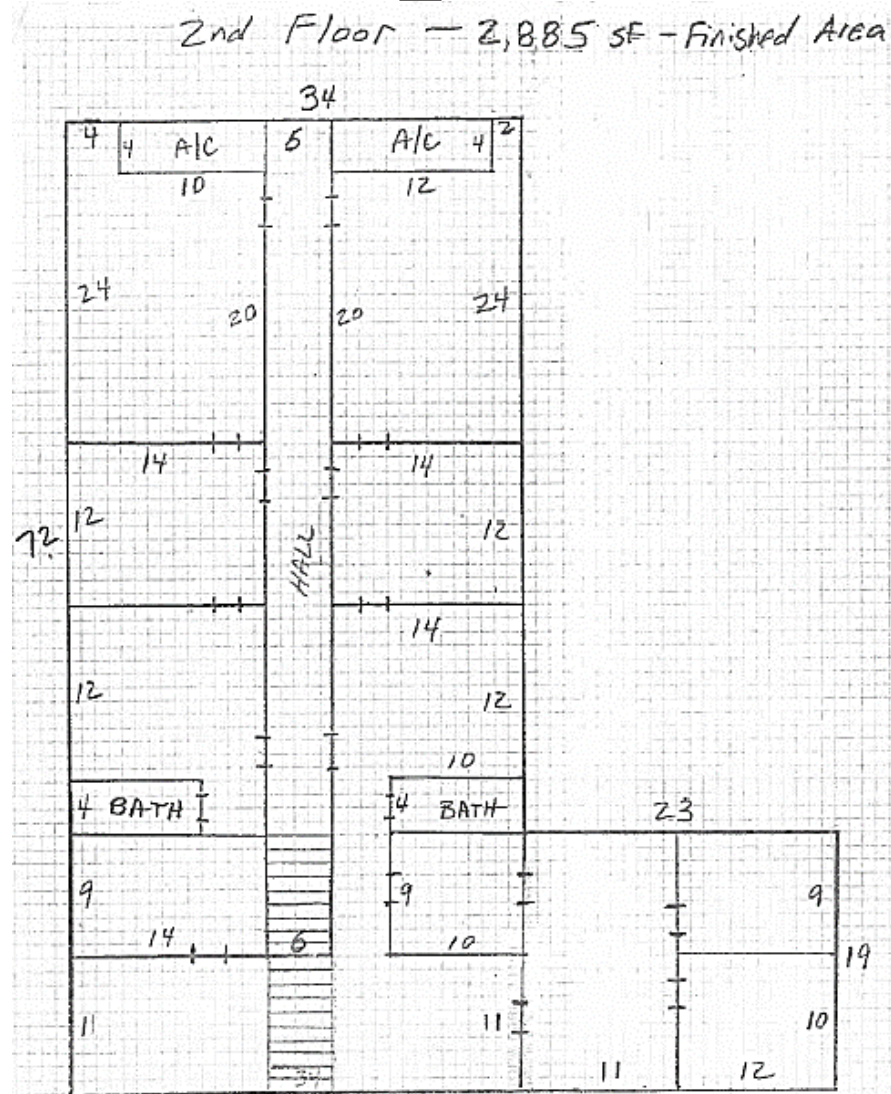 2nd Floor — 2,885 sf - Finished Area
34
4 4 A/C 5 A/C 4 2
10 12
24 20 20 24
14 14
72 12 HALL 12
14
12 12
10
4 BATH 4 BATH
23
9 9 9
14 6 10 19
11 11 10
11 12